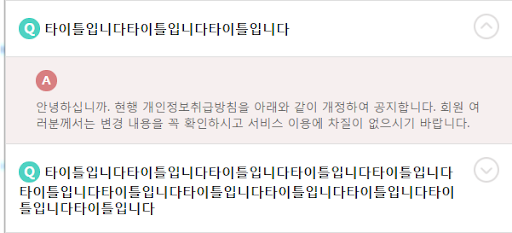 Q 타이틀입니다타이틀입니다타이틀입니다
A
안녕하십니까. 현행 개인정보취급방침을 아래와 같이 개정하여 공지합니다. 회원 여
러분께서는 변경 내용을 꼭 확인하시고 서비스 이용에 차질이 없으시기 바랍니다.
Q 타이틀입니다타이틀입니다타이틀입니다타이틀입니다타이틀입니다
타이틀입니다타이틀입니다타이틀입니다타이틀입니다타이틀입니다타이
틀입니다타이틀입니다